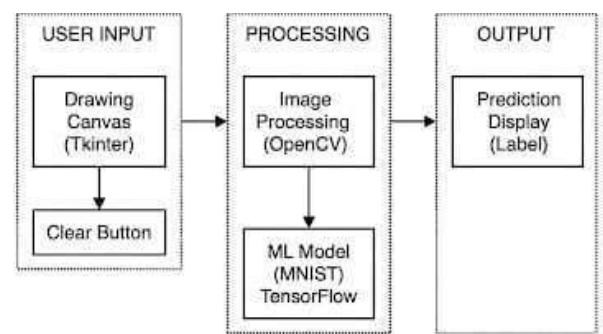 USER INPUT
Drawing
Canvas
(Tkinter)
Clear Button
PROCESSING
Image
Processing
(OpenCV)
ML Model
(MNIST)
TensorFlow
OUTPUT
Prediction
Display
(Label)